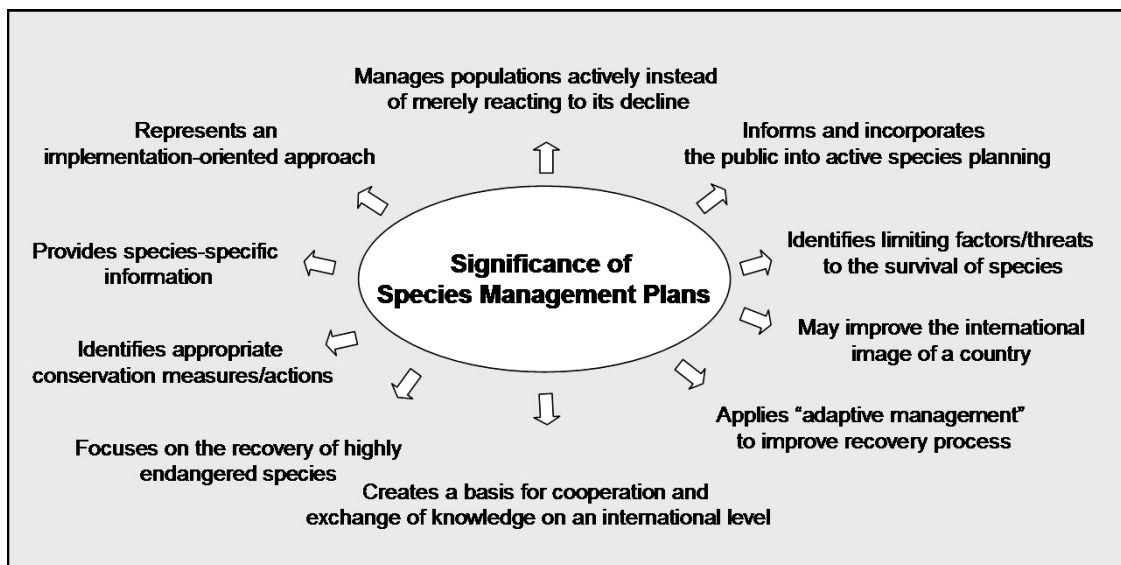 Manages populations actively instead
of merely reacting to its decline
Represents an
implementation-oriented approach
Informs and incorporates
the public into active species planning
Provides species-specific
information
Significance of
Species Management Plans
Identifies limiting factors/threats
to the survival of species
Identifies appropriate
conservation measures/actions
May improve the international
image of a country
Focuses on the recovery of highly
endangered species
Applies “adaptive management”
to improve recovery process
Creates a basis for cooperation and
exchange of knowledge on an international level